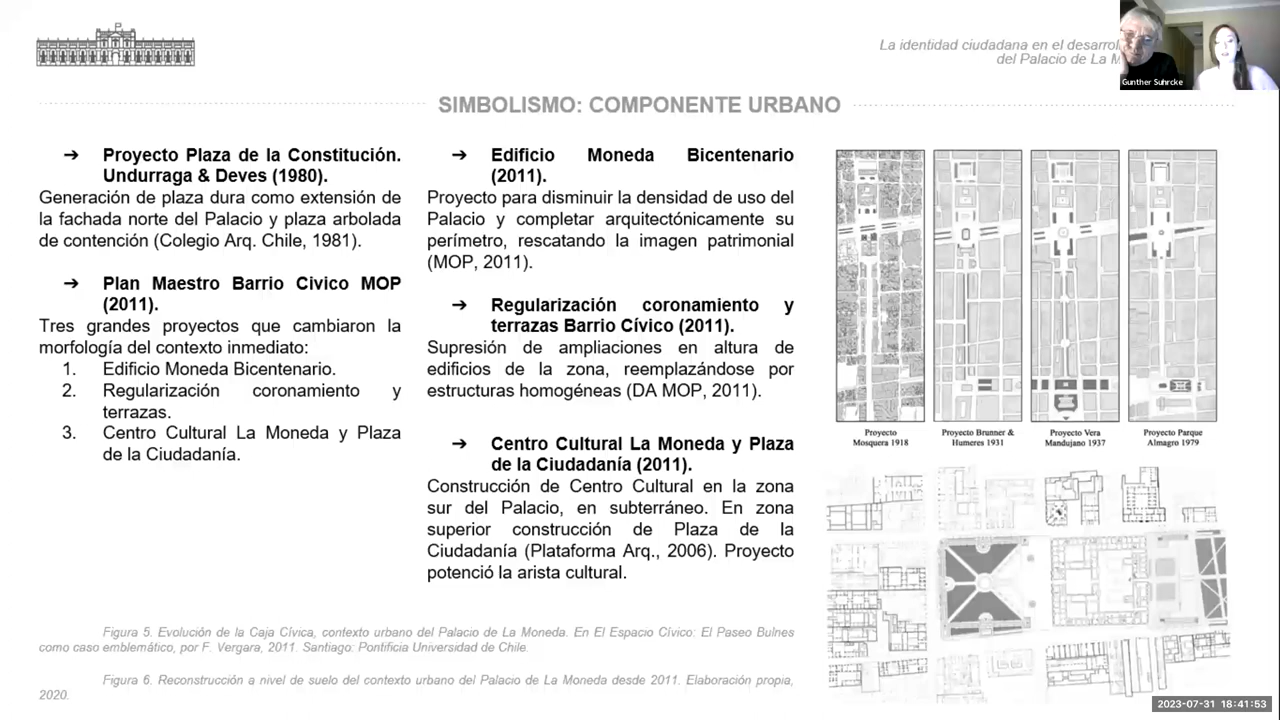 La identidad ciudadana en el desarrol
del Palacio de La M
Gunther Suhrcke
SIMBOLISMO: COMPONENTE URBANO
➔ Proyecto Plaza de la Constitución.
Undurraga & Deves (1980).
Generación de plaza dura como extensión de
la fachada norte del Palacio y plaza arbolada
de contención (Colegio Arq. Chile, 1981).
➔ Plan Maestro Barrio Civico MOP
(2011).
Tres grandes proyectos que cambiaron la
morfología del contexto inmediato:
1. Edificio Moneda Bicentenario.
2. Regularización coronamiento y
terrazas.
3. Centro Cultural La Moneda y Plaza
de la Ciudadanía.
➔ Edificio Moneda Bicentenario
(2011).
Proyecto para disminuir la densidad de uso del
Palacio y completar arquitectónicamente su
perímetro, rescatando la imagen patrimonial
(MOP, 2011).
➔ Regularización coronamiento y
terrazas Barrio Cívico (2011).
Supresión de ampliaciones en altura de
edificios de la zona, reemplazándose por
estructuras homogéneas (DA MOP, 2011).
➔ Centro Cultural La Moneda y Plaza
de la Ciudadanía (2011).
Construcción de Centro Cultural en la zona
sur del Palacio, en subterráneo. En zona
superior construcción de Plaza de la
Ciudadanía (Plataforma Arq., 2006). Proyecto
potenció la arista cultural.
Proyecto
Mosquera 1918
Proyecto Brunner &
Humeres 1931
Proyecto Vera
Mandujano 1937
Proyecto Parque
Almagro 1979
Figura 5. Evolución de la Caja Cívica, contexto urbano del Palacio de La Moneda. En El Espacio Cívico: El Paseo Bulnes
como caso emblemático, por F. Vergara, 2011. Santiago: Pontificia Universidad de Chile.
Figura 6. Reconstrucción a nivel de suelo del contexto urbano del Palacio de La Moneda desde 2011. Elaboración propia,
2020.
2023-07-31 18:41:53